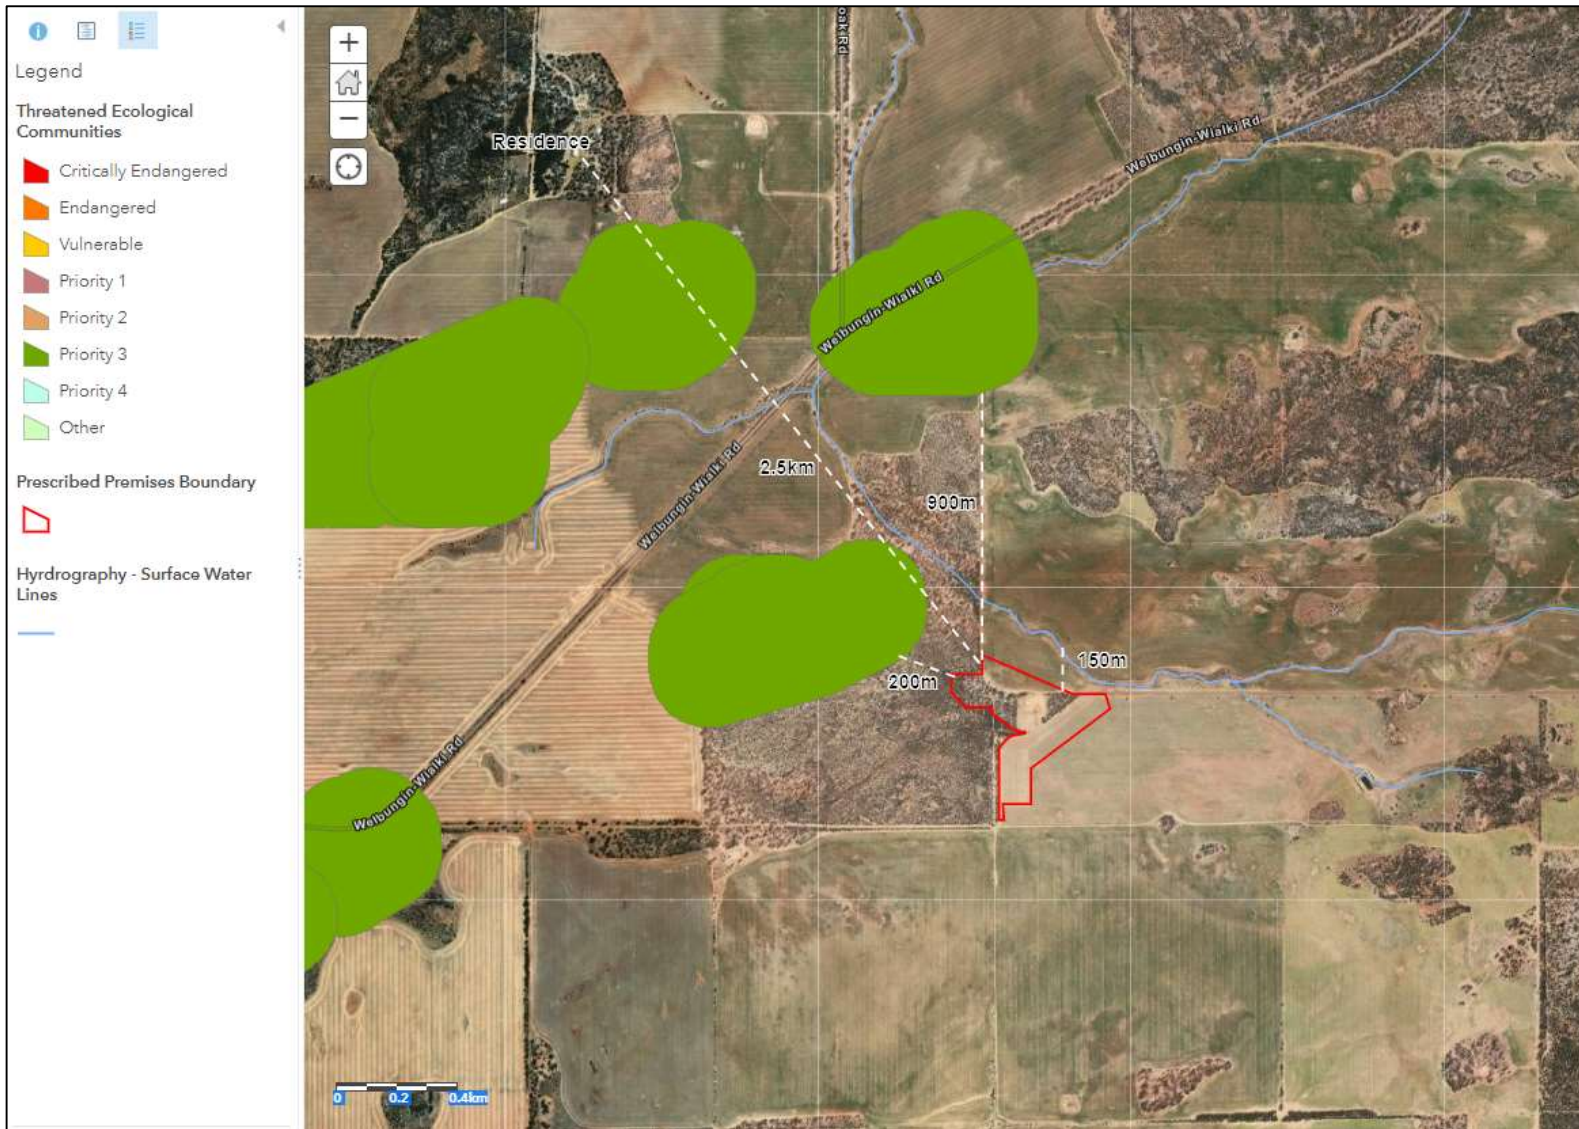 Legend
Threatened Ecological
Communities
Critically Endangered
Endangered
Vulnerable
Priority 1
Priority 2
Priority 3
Priority 4
Other
Prescribed Premises Boundary
Hyrdrography - Surface Water
Lines
+
−
oak Rd
Residence
Welbungin-Wialki Rd
Welbungin-Wialki Rd
2.5km
Welbungin-Wialki Rd
900m
150m
200m
Welbungin-Wialki Rd
0 0.2 0.4km